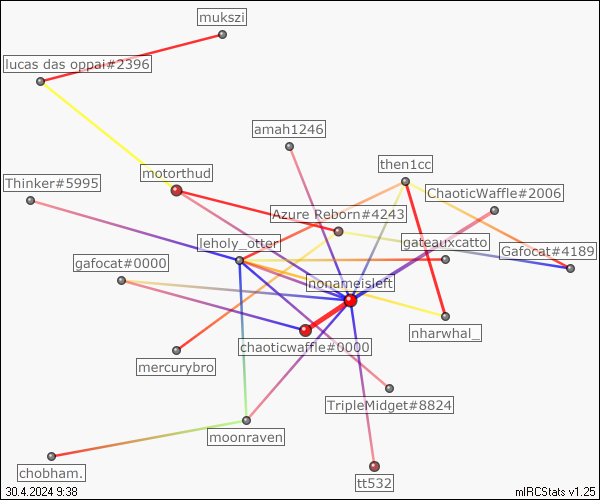 mukszi
lucas das oppai#2396
amah1246
then1cc
motorthud
Thinker#5995
ChaoticWaffle#2006
Azure Reborn#4243
jeholy_otter
gateauxcatto
Gafocat#4189
gafocat#0000
nonameisleft
nharwhal_
chaoticwaffle#0000
mercurybro
TripleMidget#8824
moonraven
chobham.
tt532
30.4.2024 9:38
mIRCStats v1.25